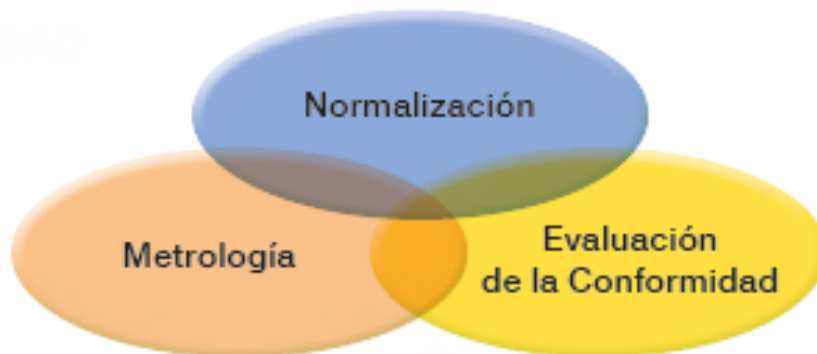 Normalización
Metrología
Evaluación
de la Conformidad